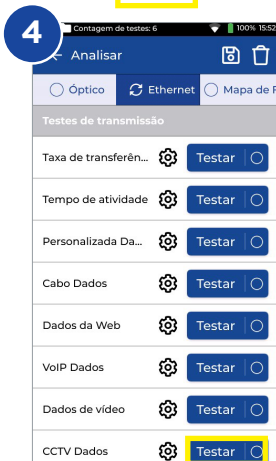 4
Contagem de testes: 6 100% 15:52
Analisar
Óptico Ethernet Mapa de F
Testes de transmissão
Taxa de transferên... Testar
Tempo de atividade Testar
Personalizada Da... Testar
Cabo Dados Testar
Dados da Web Testar
VoIP Dados Testar
Dados de vídeo Testar
CCTV Dados Testar